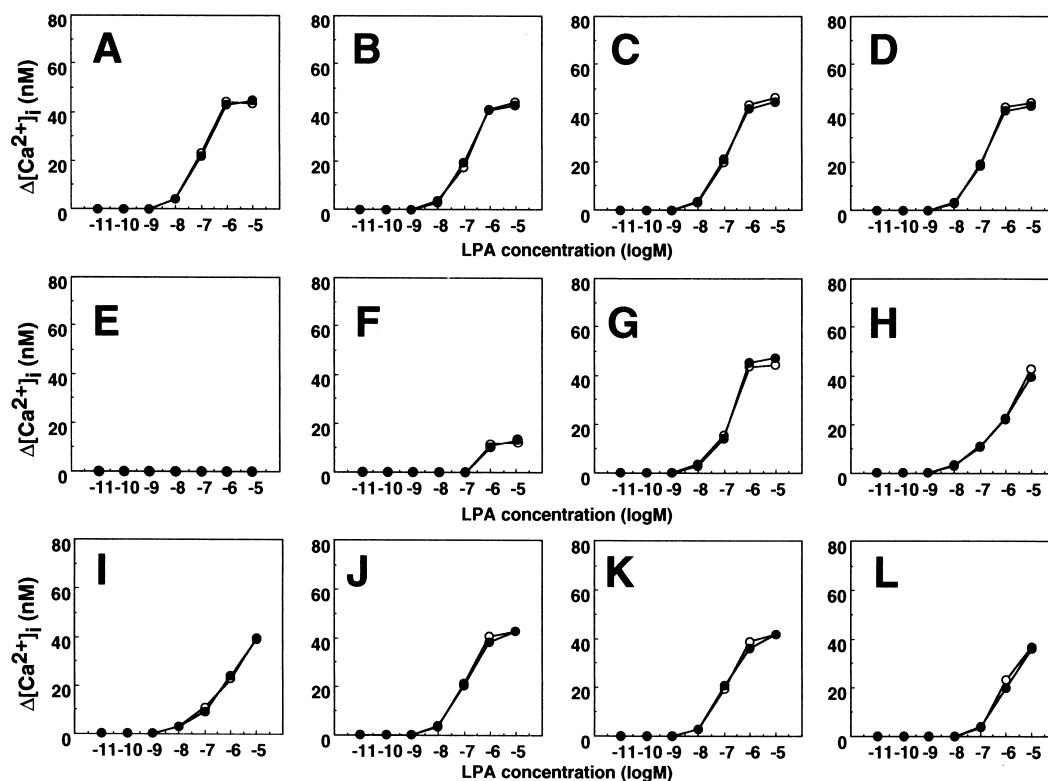 A B C D
Δ[Ca2+]i (nM)
80 80 80 80
60 60 60 60
40 40 40 40
20 20 20 20
0 0 0 0
-11-10 -9 -8 -7 -6 -5 -11-10 -9 -8 -7 -6 -5 -11-10 -9 -8 -7 -6 -5 -11-10 -9 -8 -7 -6 -5
LPA concentration (logM)
E F G H
Δ[Ca2+]i (nM)
80 80 80 80
60 60 60 60
40 40 40 40
20 20 20 20
0 0 0 0
-11-10 -9 -8 -7 -6 -5 -11-10 -9 -8 -7 -6 -5 -11-10 -9 -8 -7 -6 -5 -11-10 -9 -8 -7 -6 -5
LPA concentration (logM)
I J K L
Δ[Ca2+]i (nM)
80 80 80 80
60 60 60 60
40 40 40 40
20 20 20 20
0 0 0 0
-11-10 -9 -8 -7 -6 -5 -11-10 -9 -8 -7 -6 -5 -11-10 -9 -8 -7 -6 -5 -11-10 -9 -8 -7 -6 -5
LPA concentration (logM)